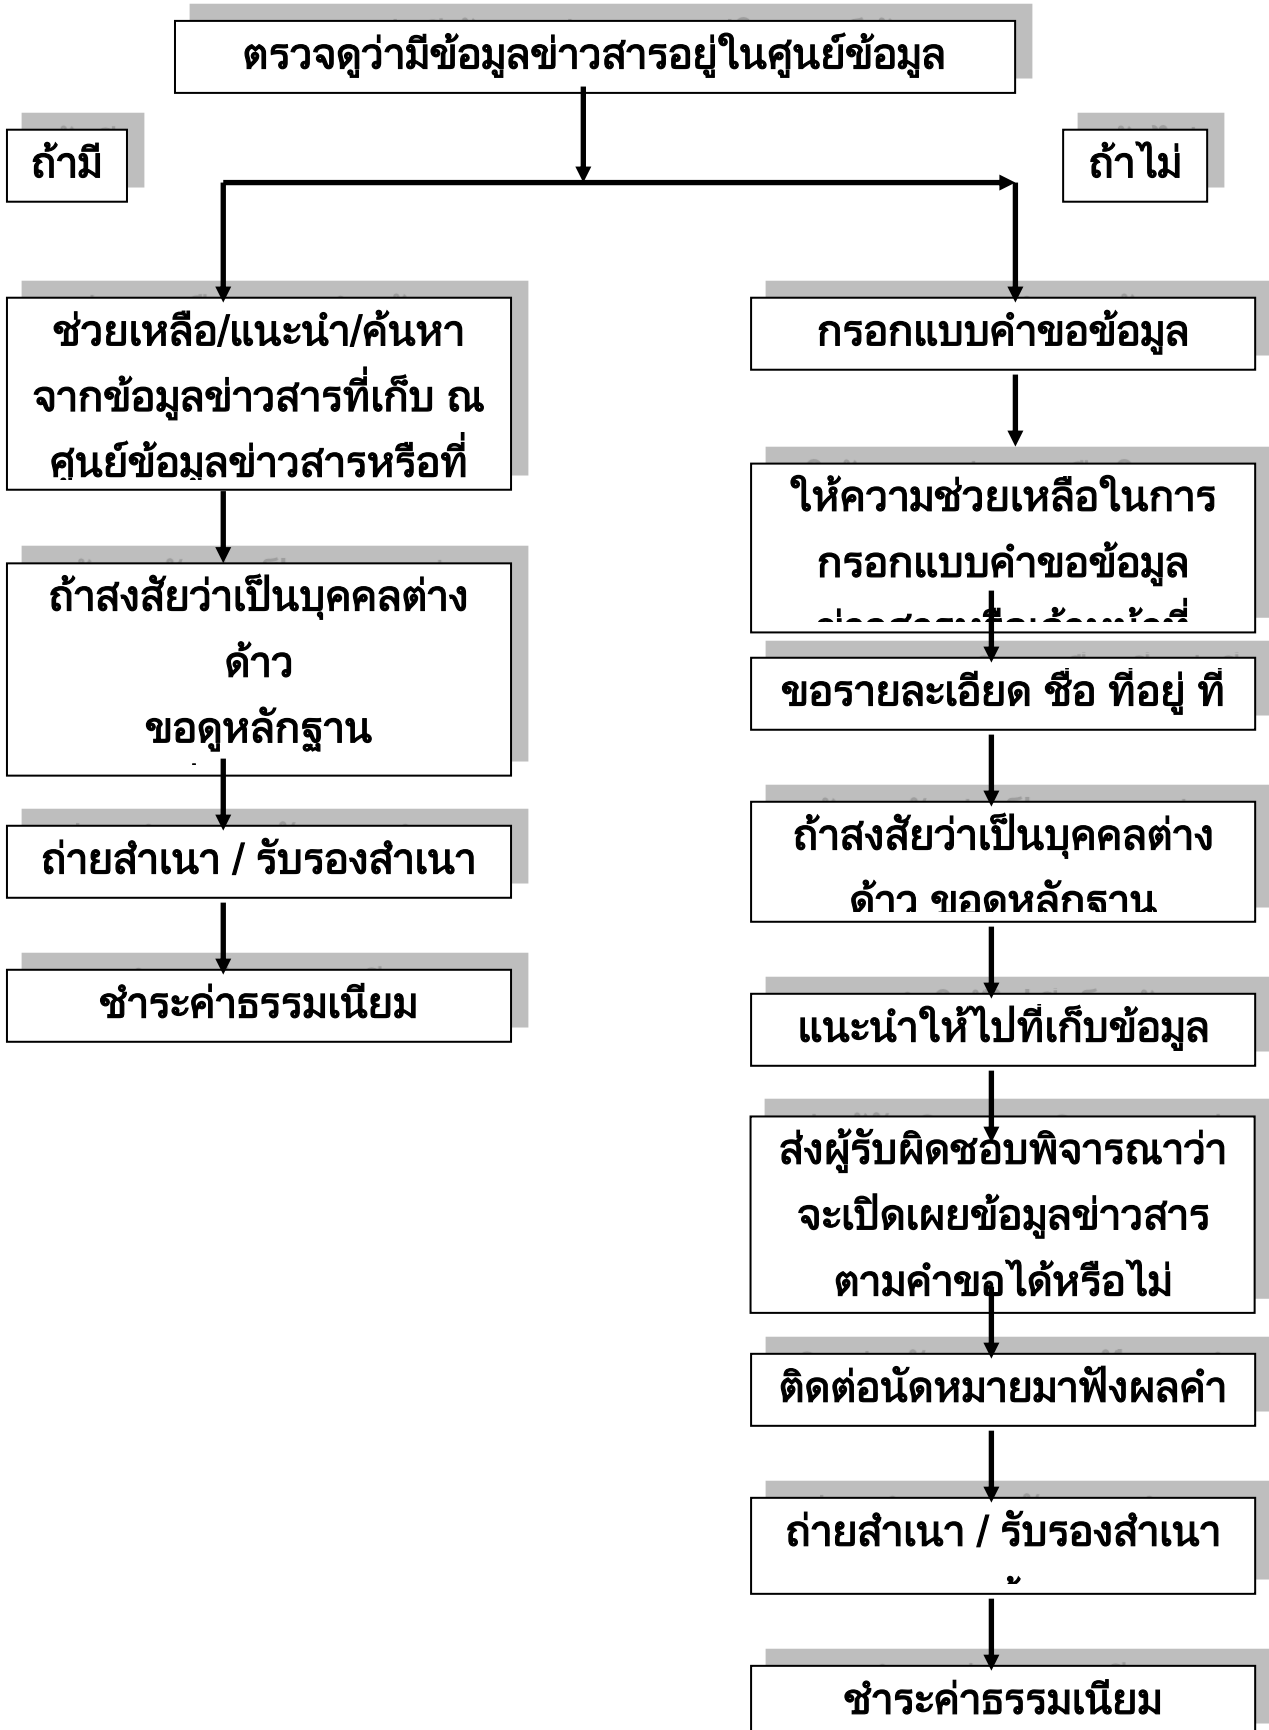 ตรวจดูว่ามีข้อมูลข่าวสารอยู่ในศูนย์ข้อมูล
ถ้ามี
ถ้าไม่
ช่วยเหลือ/แนะนำ/ค้นหา
จากข้อมูลข่าวสารที่เก็บ ณ
ศูนย์ข้อมูลข่าวสารหรือที่
ถ้าสงสัยว่าเป็นบุคคลต่าง
ด้าว
ขอดูหลักฐาน
ถ่ายสำเนา / รับรองสำเนา
ชำระค่าธรรมเนียม
กรอกแบบคำขอข้อมูล
ให้ความช่วยเหลือในการ
กรอกแบบคำขอข้อมูล
ข่าวสารหรือเจ้าหน้าที่
ขอรายละเอียด ชื่อ ที่อยู่ ที่
ถ้าสงสัยว่าเป็นบุคคลต่าง
ด้าว ขอดูหลักฐาน
แนะนำให้ไปที่เก็บข้อมูล
ส่งผู้รับผิดชอบพิจารณาว่า
จะเปิดเผยข้อมูลข่าวสาร
ตามคำขอได้หรือไม่
ติดต่อนัดหมายมาฟังผลคำ
ถ่ายสำเนา / รับรองสำเนา
ชำระค่าธรรมเนียม